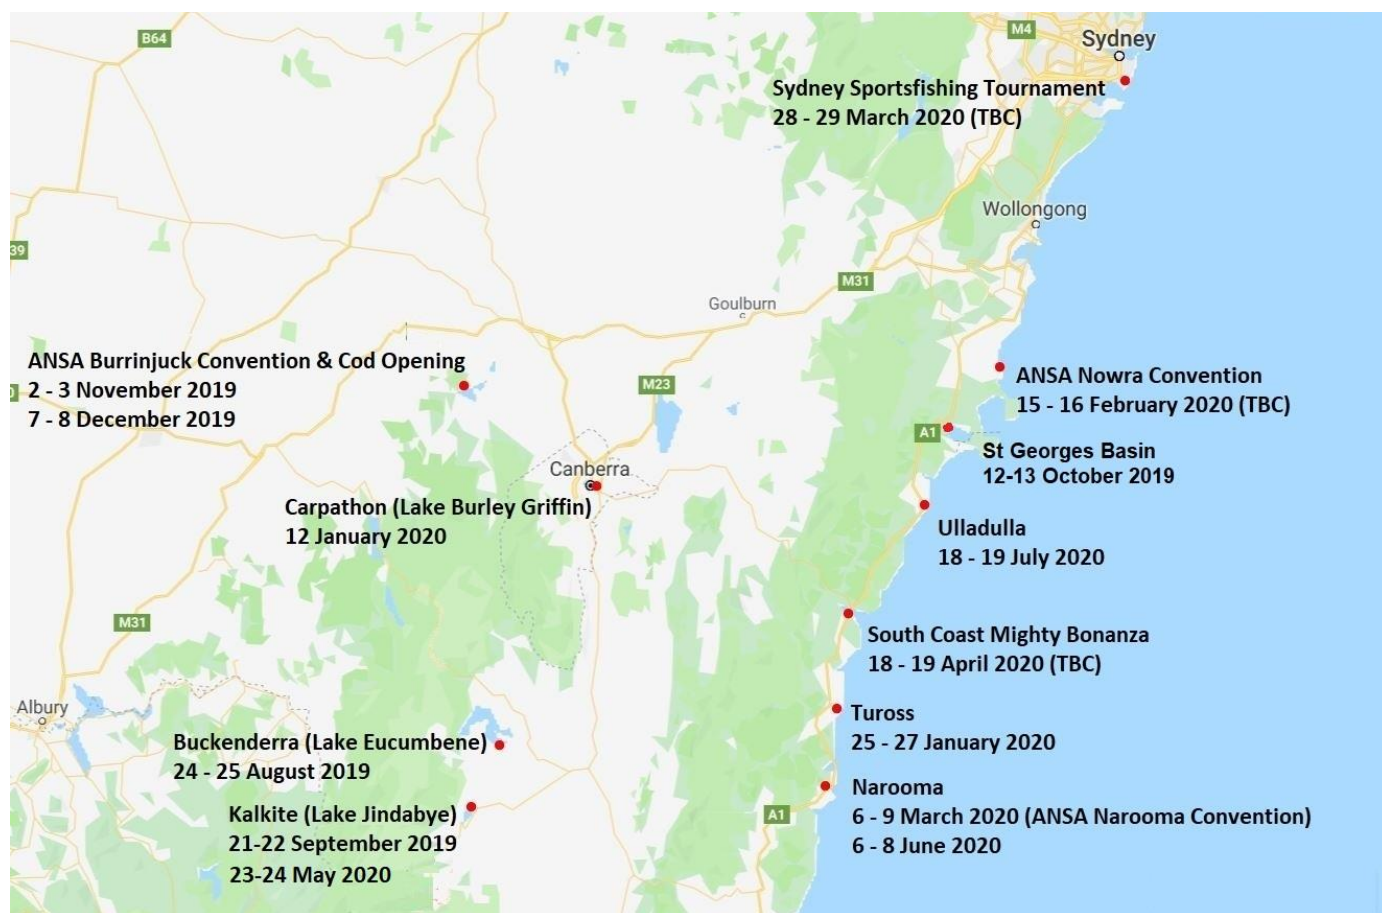 B64
M4
Sydney
Sydney Sportsfishing Tournament
28 - 29 March 2020 (TBC)
Wollongong
39
M31
Goulburn
ANSA Burrinjuck Convention & Cod Opening
2 - 3 November 2019
7 - 8 December 2019
M23
ANSA Nowra Convention
15 - 16 February 2020 (TBC)
A1
St Georges Basin
12-13 October 2019
Canberra
Carpathon (Lake Burley Griffin)
12 January 2020
Ulladulla
18 - 19 July 2020
M31
South Coast Mighty Bonanza
18 - 19 April 2020 (TBC)
Albury
Tuross
25 - 27 January 2020
Buckenderra (Lake Eucumbene)
24 - 25 August 2019
Kalkite (Lake Jindabye)
21-22 September 2019
23-24 May 2020
A1
Narooma
6 - 9 March 2020 (ANSA Narooma Convention)
6 - 8 June 2020